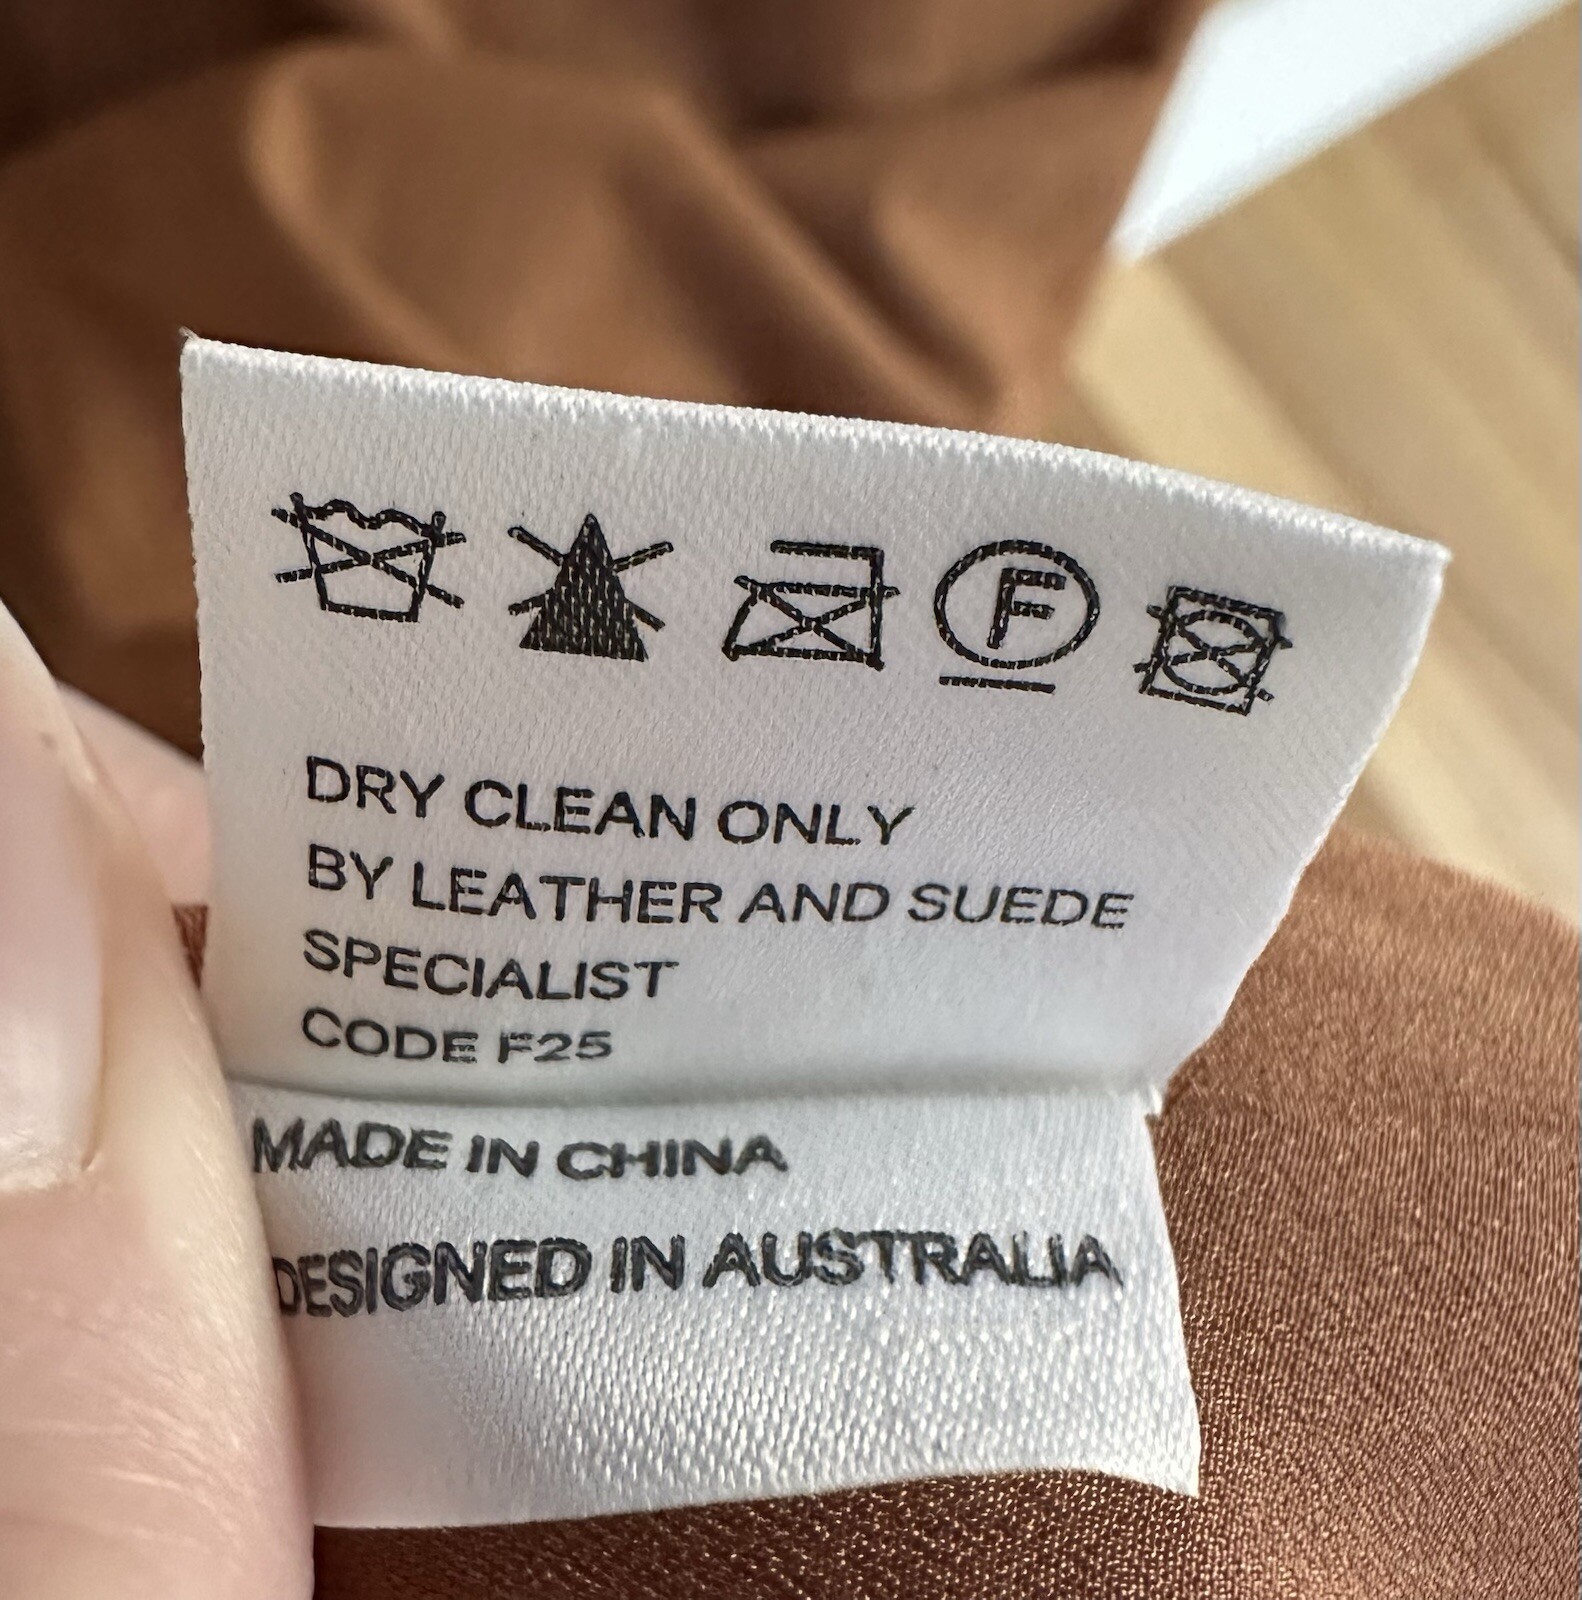 F
DRY CLEAN ONLY
BY LEATHER AND SUEDE
SPECIALIST
CODE F25
MADE IN CHINA
DESIGNED IN AUSTRALIA